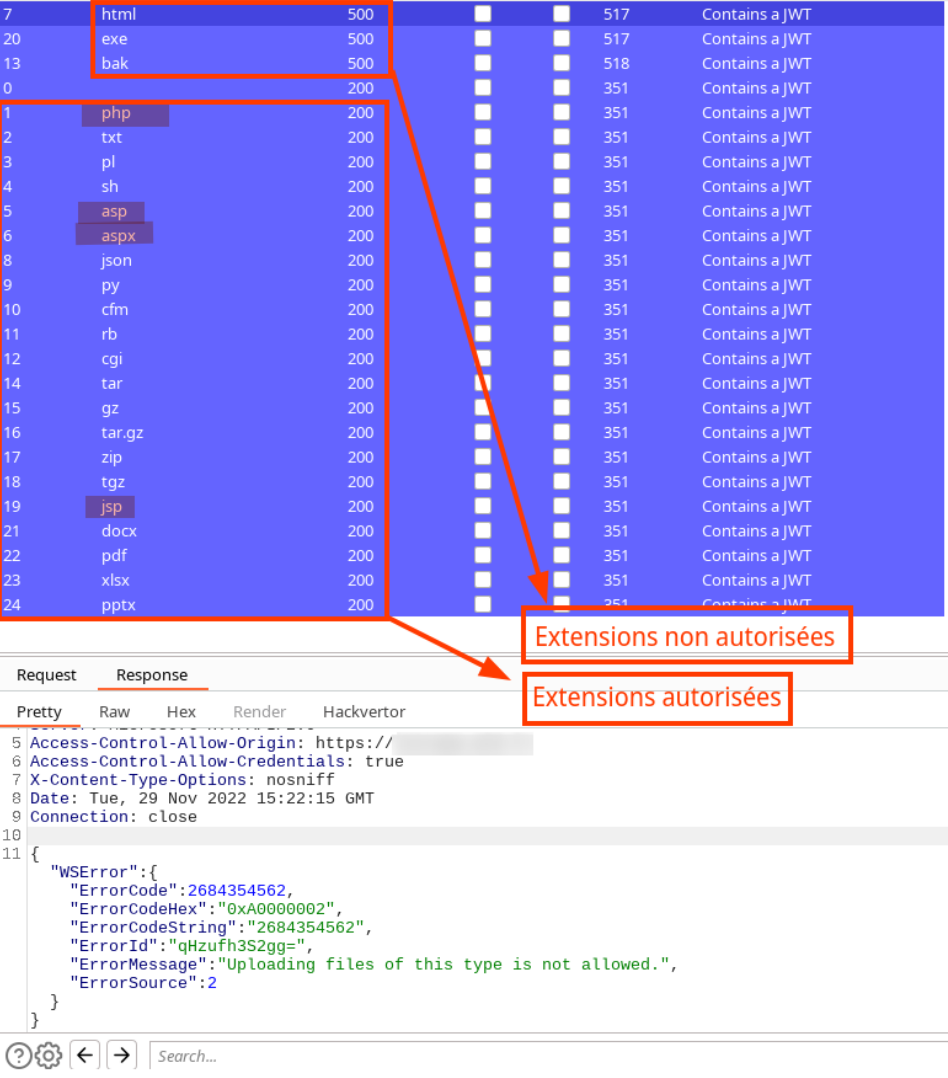 7 html 500 517 Contains a JWT
20 exe 500 517 Contains a JWT
13 bak 500 518 Contains a JWT
0 200 351 Contains a JWT
1 php 200 351 Contains a JWT
2 txt 200 351 Contains a JWT
3 pl 200 351 Contains a JWT
4 sh 200 351 Contains a JWT
5 asp 200 351 Contains a JWT
6 aspx 200 351 Contains a JWT
8 json 200 351 Contains a JWT
9 py 200 351 Contains a JWT
10 cfm 200 351 Contains a JWT
11 rb 200 351 Contains a JWT
12 cgi 200 351 Contains a JWT
14 tar 200 351 Contains a JWT
15 gz 200 351 Contains a JWT
16 tar.gz 200 351 Contains a JWT
17 zip 200 351 Contains a JWT
18 tgz 200 351 Contains a JWT
19 jsp 200 351 Contains a JWT
21 docx 200 351 Contains a JWT
22 pdf 200 351 Contains a JWT
23 xlsx 200 351 Contains a JWT
24 pptx 200 351 Contains a JWT
Extensions non autorisées
Extensions autorisées
Request Response
Pretty Raw Hex Render Hackvertor
5 Access-Control-Allow-Origin: https://
6 Access-Control-Allow-Credentials: true
7 X-Content-Type-Options: nosniff
8 Date: Tue, 29 Nov 2022 15:22:15 GMT
9 Connection: close
10
11 {
"WSError":{
"ErrorCode":2684354562,
"ErrorCodeHex":"0xA0000002",
"ErrorCodeString":"2684354562",
"ErrorId":"qHzufh3S2gg=",
"ErrorMessage":"Uploading files of this type is not allowed.",
"ErrorSource":2
}
}
Search...